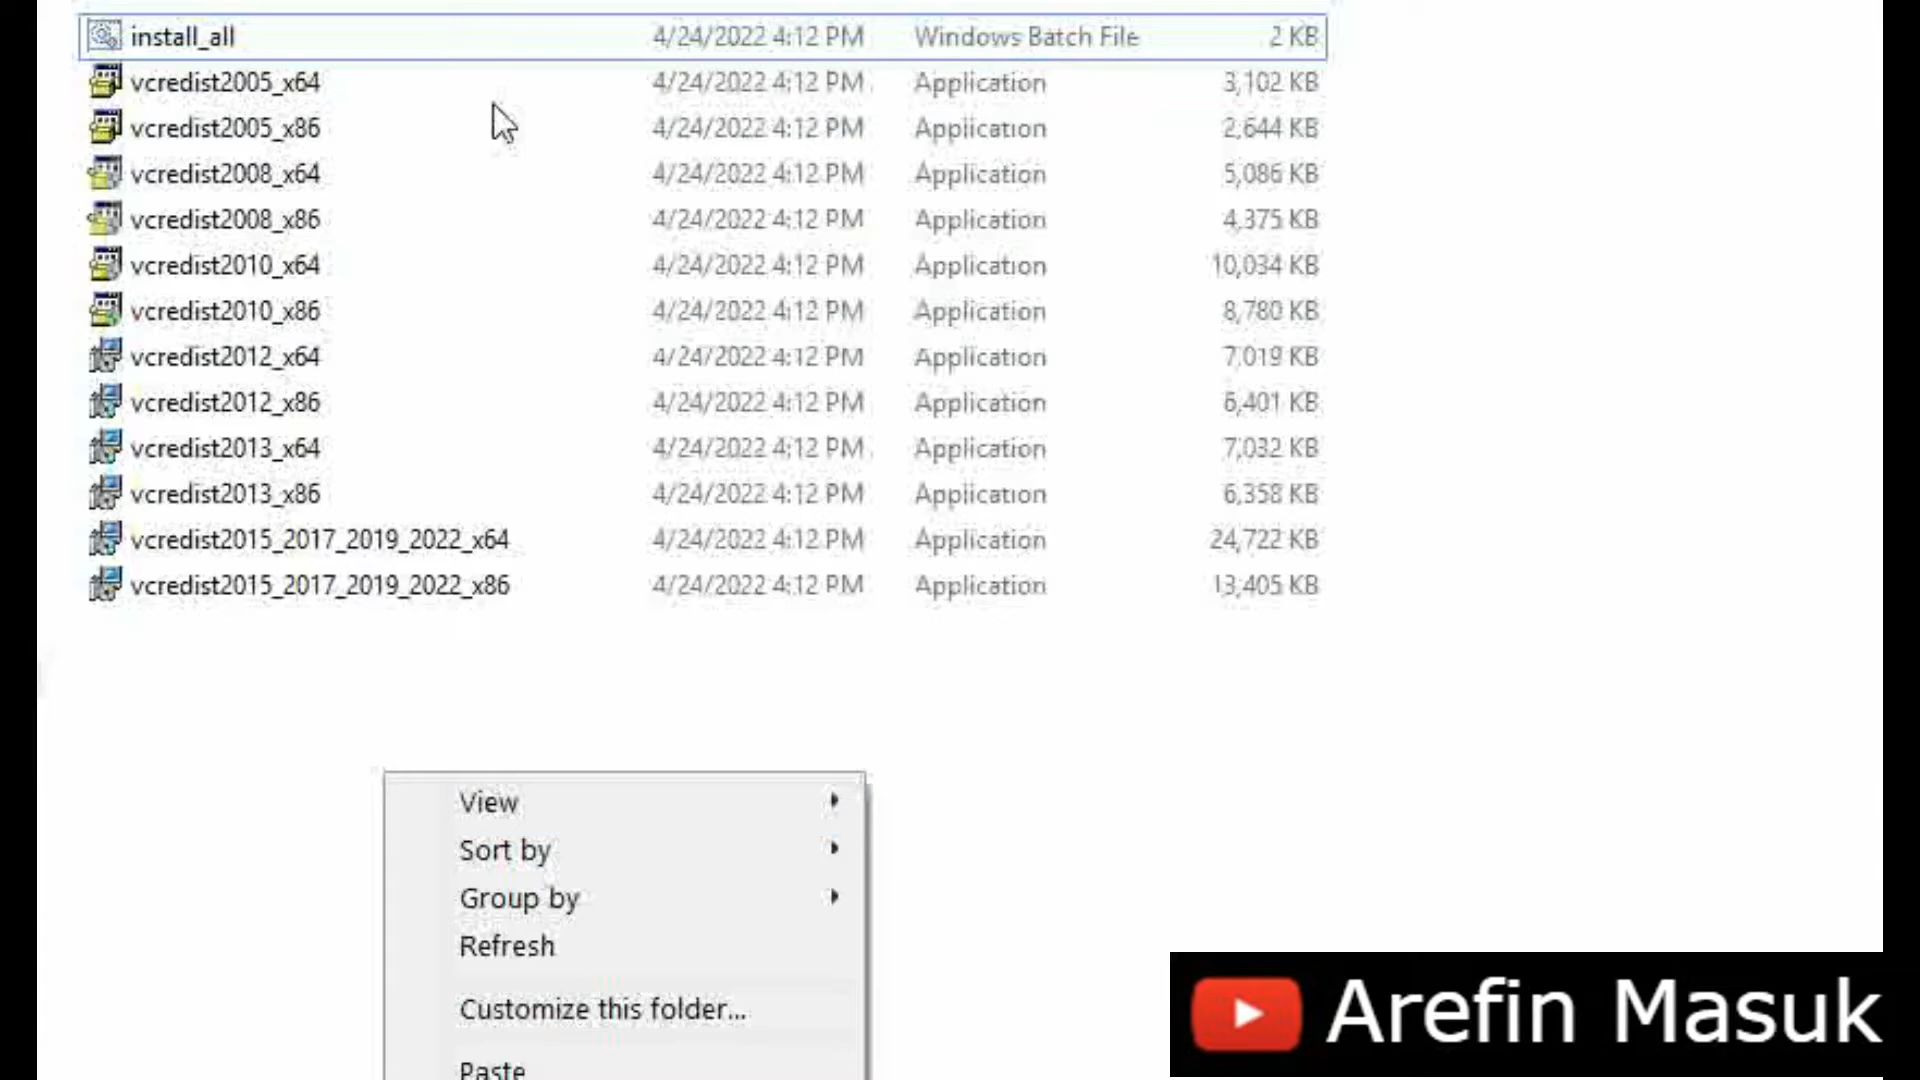 install_all 4/24/2022 4:12 PM Windows Batch File 2 KB
vcredist2005_x64 4/24/2022 4:12 PM Application 3,102 KB
vcredist2005_x86 4/24/2022 4:12 PM Application 2,644 KB
vcredist2008_x64 4/24/2022 4:12 PM Application 5,086 KB
vcredist2008_x86 4/24/2022 4:12 PM Application 4,375 KB
vcredist2010_x64 4/24/2022 4:12 PM Application 10,034 KB
vcredist2010_x86 4/24/2022 4:12 PM Application 8,780 KB
vcredist2012_x64 4/24/2022 4:12 PM Application 7,019 KB
vcredist2012_x86 4/24/2022 4:12 PM Application 6,401 KB
vcredist2013_x64 4/24/2022 4:12 PM Application 7,032 KB
vcredist2013_x86 4/24/2022 4:12 PM Application 6,358 KB
vcredist2015_2017_2019_2022_x64 4/24/2022 4:12 PM Application 24,722 KB
vcredist2015_2017_2019_2022_x86 4/24/2022 4:12 PM Application 13,405 KB
View
Sort by
Group by
Refresh
Customize this folder...
Paste
Arefin Masuk